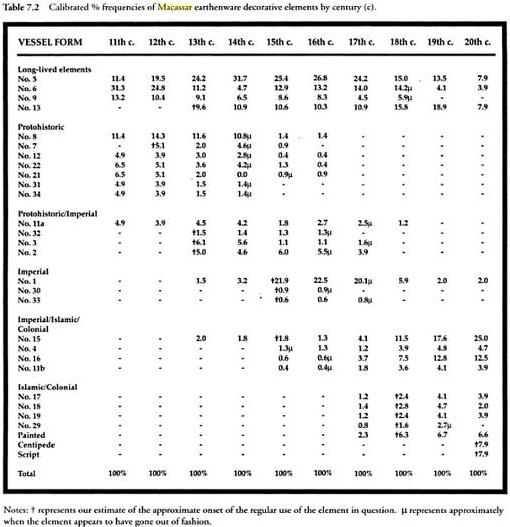 Table 7.2 Calibrated % frequencies of Macassar earthenware decorative elements by century (c).
VESSEL FORM 11th c. 12th c. 13th c. 14th c. 15th c. 16th c. 17th c. 18th c. 19th c. 20th c.
Long-lived elements
No. 5 11.4 19.5 24.2 31.7 25.4 26.8 24.2 15.0 13.5 7.9
No. 6 31.3 24.8 11.2 4.7 12.9 13.2 14.0 14.2µ 4.1 3.9
No. 9 13.2 10.4 9.1 6.5 8.6 8.3 4.5 5.9µ - -
No. 13 - - †9.6 10.9 10.6 10.3 10.9 15.8 18.9 7.9
Protohistoric
No. 8 11.4 14.3 11.6 10.8µ 1.4 1.4 - - - -
No. 7 - †5.1 2.0 4.6µ 0.9 - - - - -
No. 12 4.9 3.9 3.0 2.8µ 0.4 0.4 - - - -
No. 22 6.5 5.1 3.6 4.2µ 1.3 0.4 - - - -
No. 21 6.5 5.1 2.0 0.0 0.9µ 0.9 - - - -
No. 31 4.9 3.9 1.5 1.4µ - - - - - -
No. 34 4.9 3.9 1.5 1.4µ - - - - - -
Protohistoric/Imperial
No. 11a 4.9 3.9 4.5 4.2 1.8 2.7 2.5µ 1.2 - -
No. 32 - - †1.5 1.4 1.3 1.3µ - - - -
No. 3 - - †6.1 5.6 1.1 1.1 1.6µ - - -
No. 2 - - †5.0 4.6 6.0 5.5µ 3.9 - - -
Imperial
No. 1 - - 1.5 3.2 †21.9 22.5 20.1µ 5.9 2.0 2.0
No. 30 - - - - †0.9 0.9µ - - - -
No. 33 - - - - †0.6 0.6 0.8µ - - -
Imperial/Islamic/
Colonial
No. 15 - - 2.0 1.8 †1.8 1.3 4.1 11.5 17.6 25.0
No. 4 - - - - 1.3µ 1.3 1.2 3.9 4.8 4.7
No. 16 - - - - 0.6 0.6µ 3.7 7.5 12.8 12.5
No. 11b - - - - 0.4 0.4µ 1.8 3.6 4.1 3.9
Islamic/Colonial
No. 17 - - - - - - 1.2 †2.4 4.1 3.9
No. 18 - - - - - - 1.4 †2.8 4.7 2.0
No. 19 - - - - - - 1.2 †2.4 4.1 3.9
No. 29 - - - - - - 0.8 †1.6 2.7µ -
Painted - - - - - - 2.3 †6.3 6.7 6.6
Centipede - - - - - - - - - †7.9
Script - - - - - - - - - †7.9
Total 100% 100% 100% 100% 100% 100% 100% 100% 100% 100%
Notes: † represents our estimate of the approximate onset of the regular use of the element in question. µ represents approximately
when the element appears to have gone out of fashion.